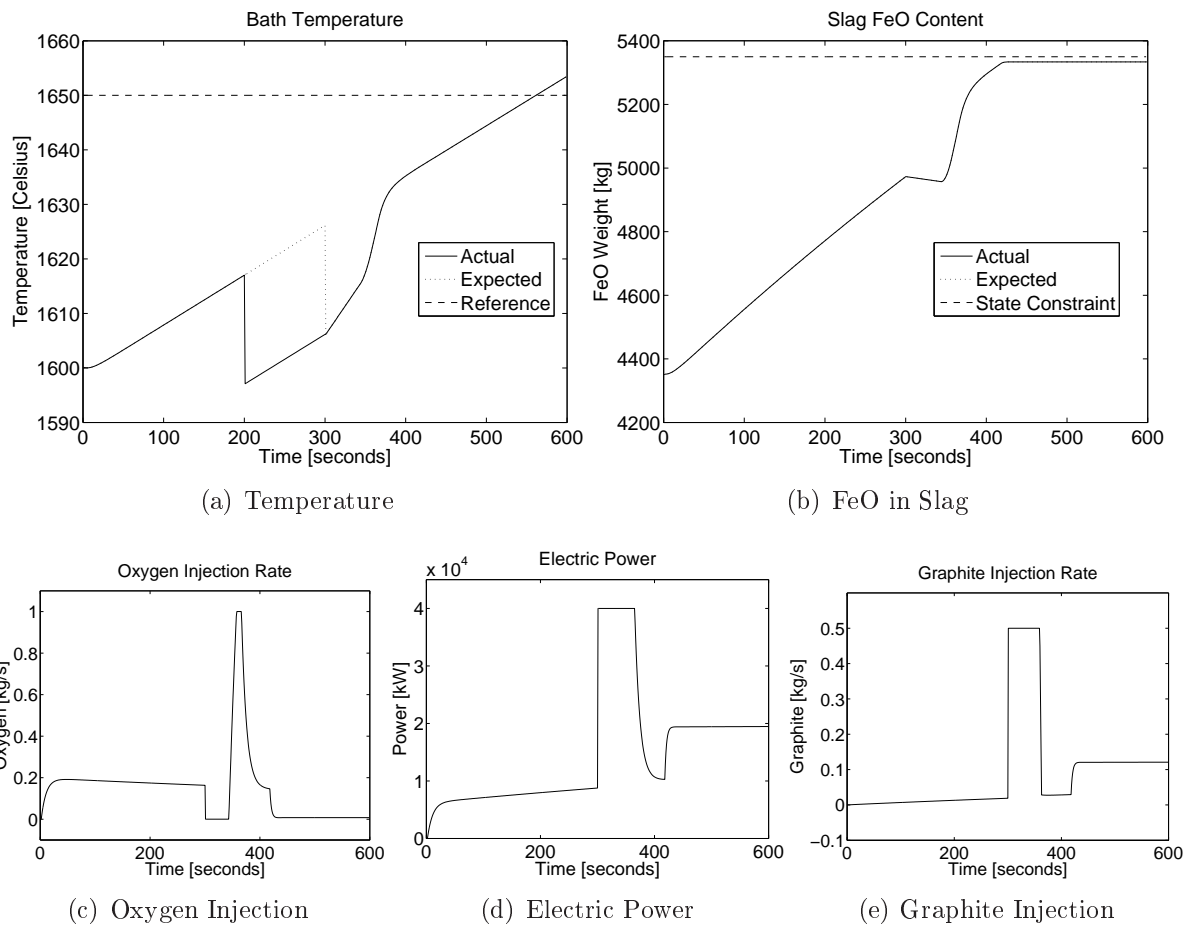 Bath Temperature
1660
1650
1640
1630
1620
1610
1600
1590
Temperature [Celsius]
Actual
Expected
Reference
0 100 200 300 400 500 600
Time [seconds]
(a) Temperature
Slag FeO Content
5400
5200
5000
4800
4600
4400
4200
FeO Weight [kg]
Actual
Expected
State Constraint
0 100 200 300 400 500 600
Time [seconds]
(b) FeO in Slag
Oxygen Injection Rate
1
0.8
0.6
0.4
0.2
0
Oxygen [kg/s]
0 200 400 600
Time [seconds]
(c) Oxygen Injection
Electric Power
x 10^4
4
3
2
1
0
Power [kW]
0 200 400 600
Time [seconds]
(d) Electric Power
Graphite Injection Rate
0.5
0.4
0.3
0.2
0.1
0
−0.1
Graphite [kg/s]
0 200 400 600
Time [seconds]
(e) Graphite Injection